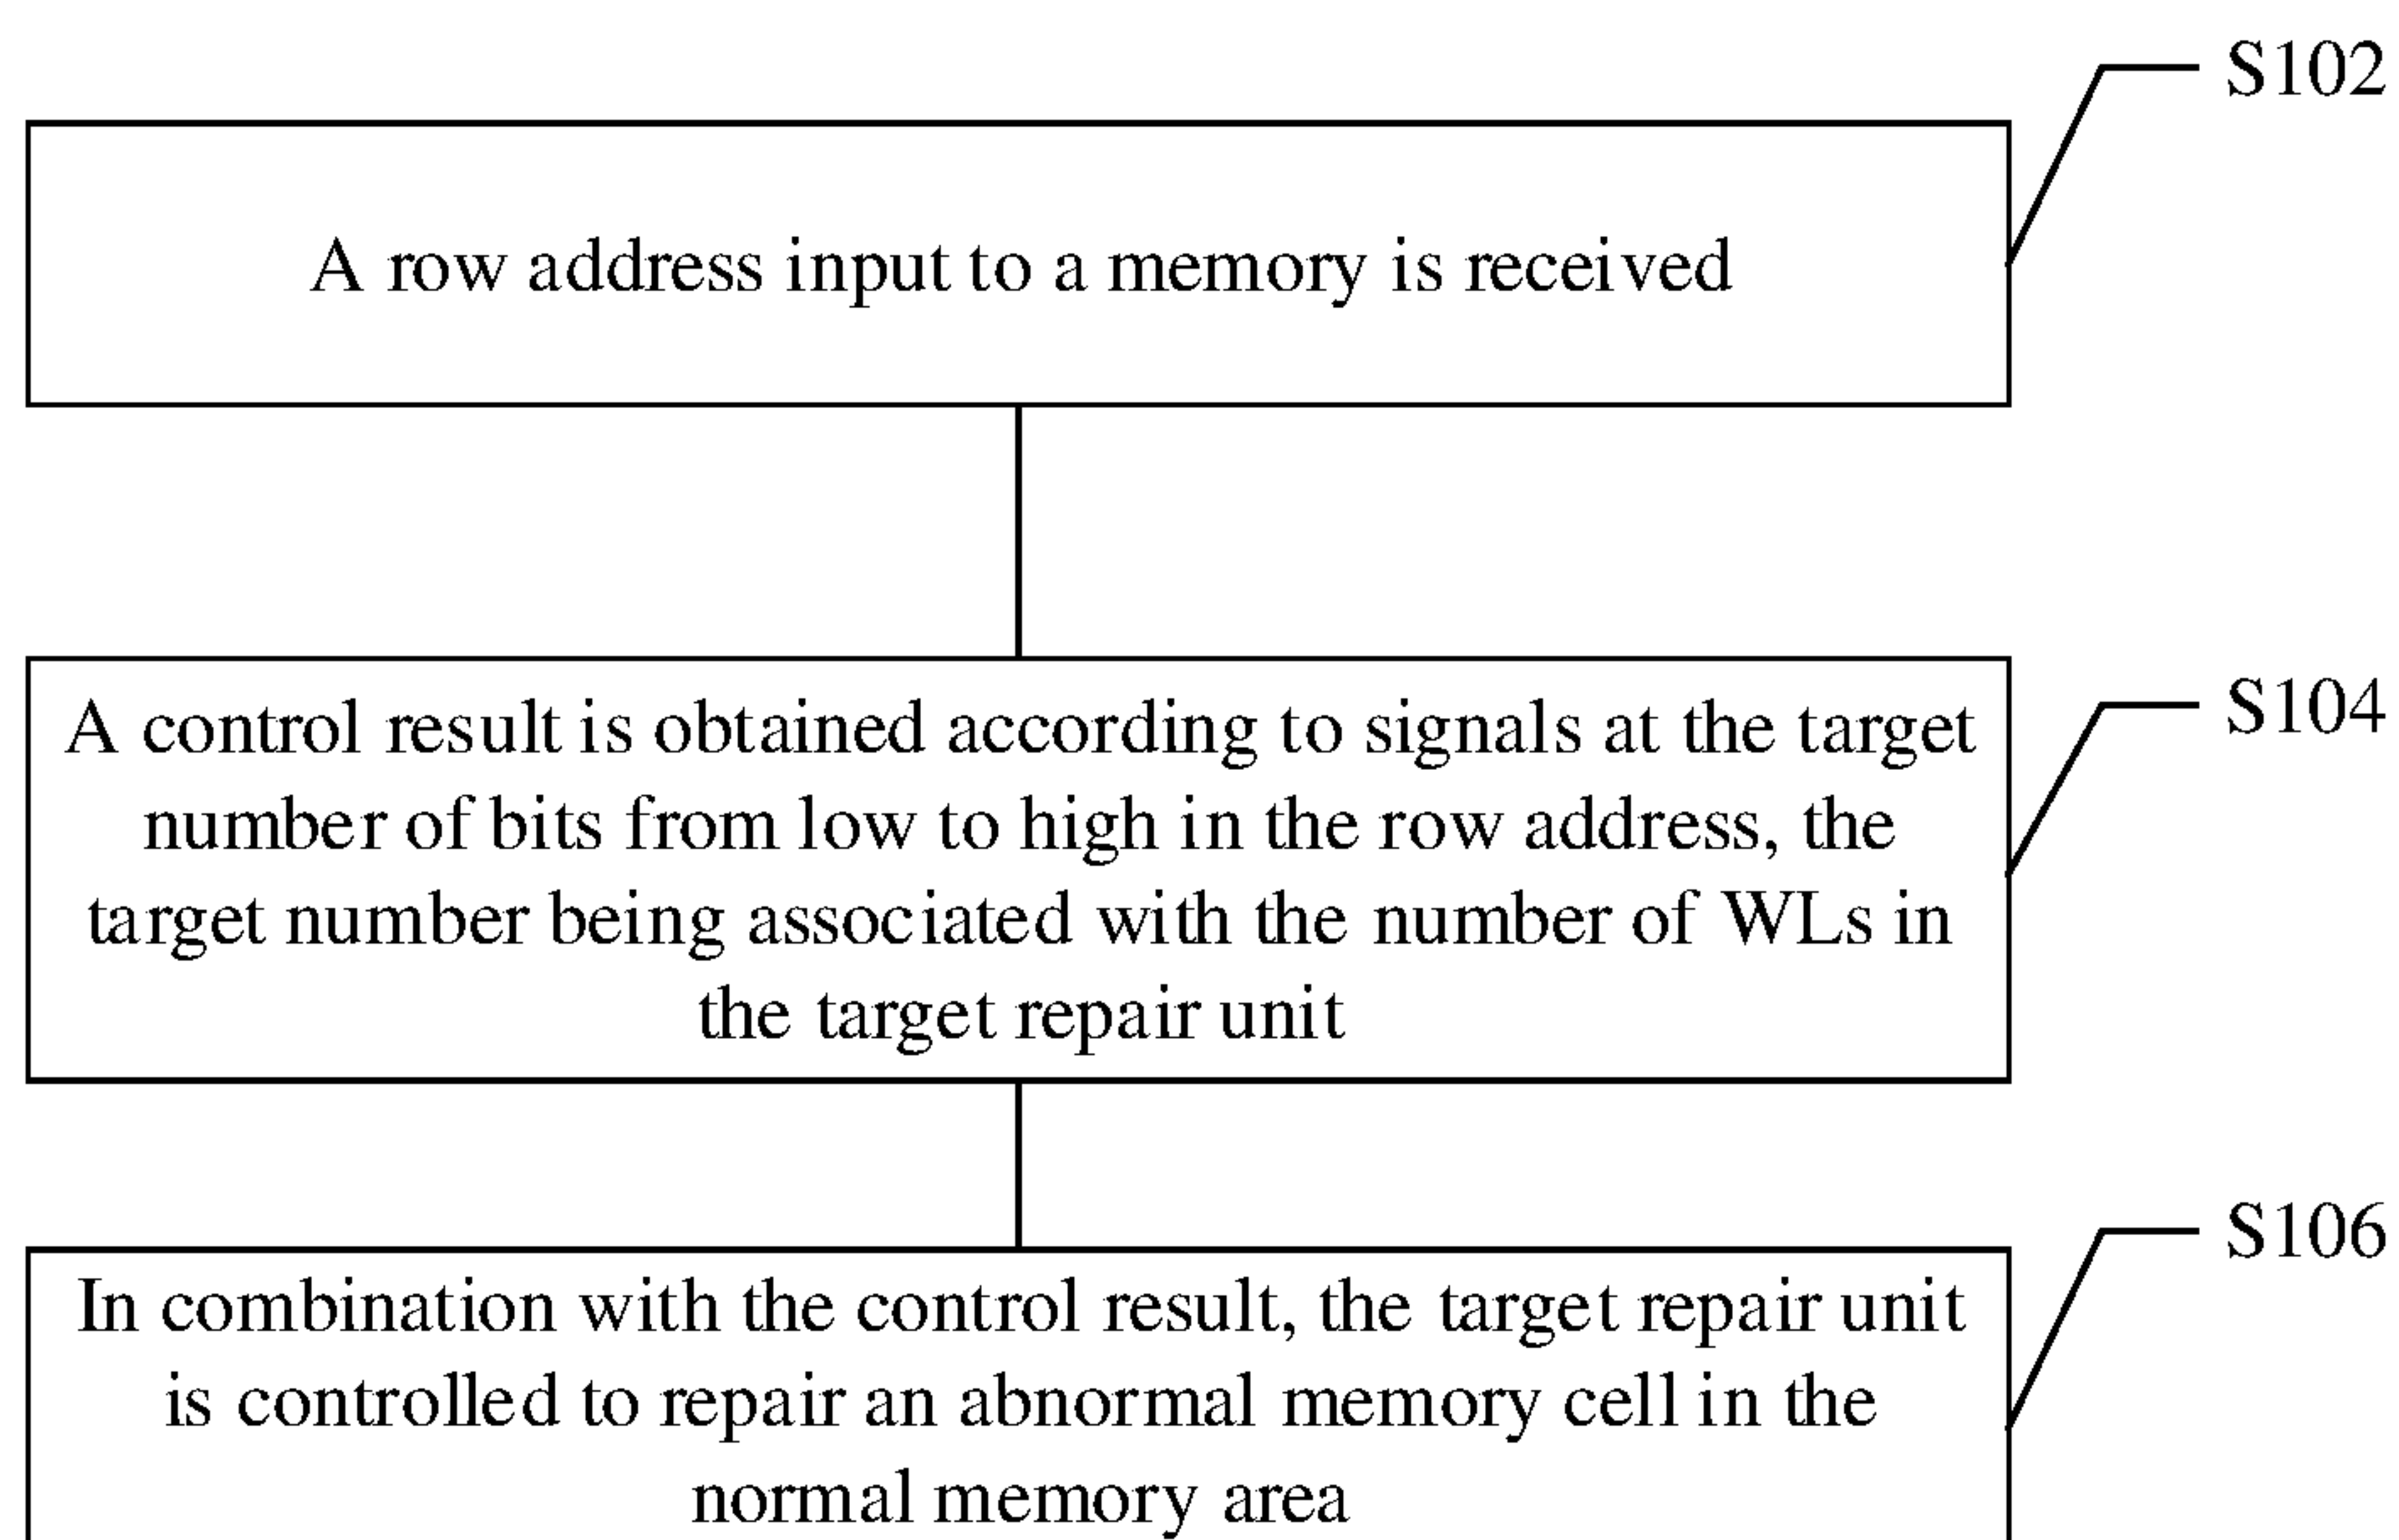 S102
A row address input to a memory is received
S104
A control result is obtained according to signals at the target
number of bits from low to high in the row address, the
target number being associated with the number of WLs in
the target repair unit
S106
In combination with the control result, the target repair unit
is controlled to repair an abnormal memory cell in the
normal memory area